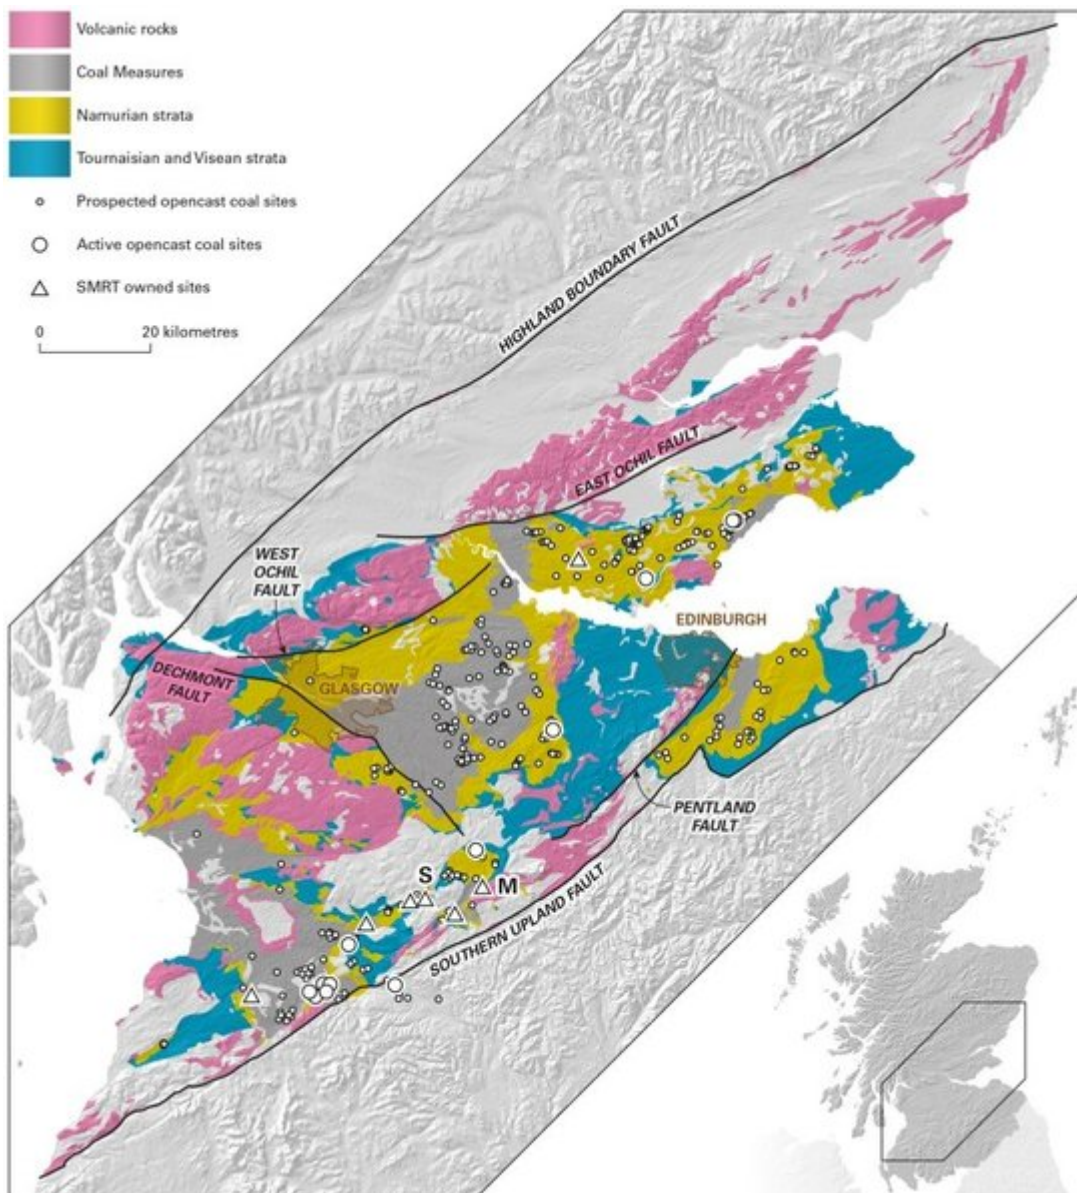 Volcanic rocks
Coal Measures
Namurian strata
Tournaisian and Visean strata
Prospected opencast coal sites
Active opencast coal sites
SMRT owned sites
0 20 kilometres
HIGHLAND BOUNDARY FAULT
EAST OCHIL FAULT
WEST
OCHIL
FAULT
EDINBURGH
DECHMONT
FAULT
GLASGOW
PENTLAND
FAULT
S
M
SOUTHERN UPLAND FAULT